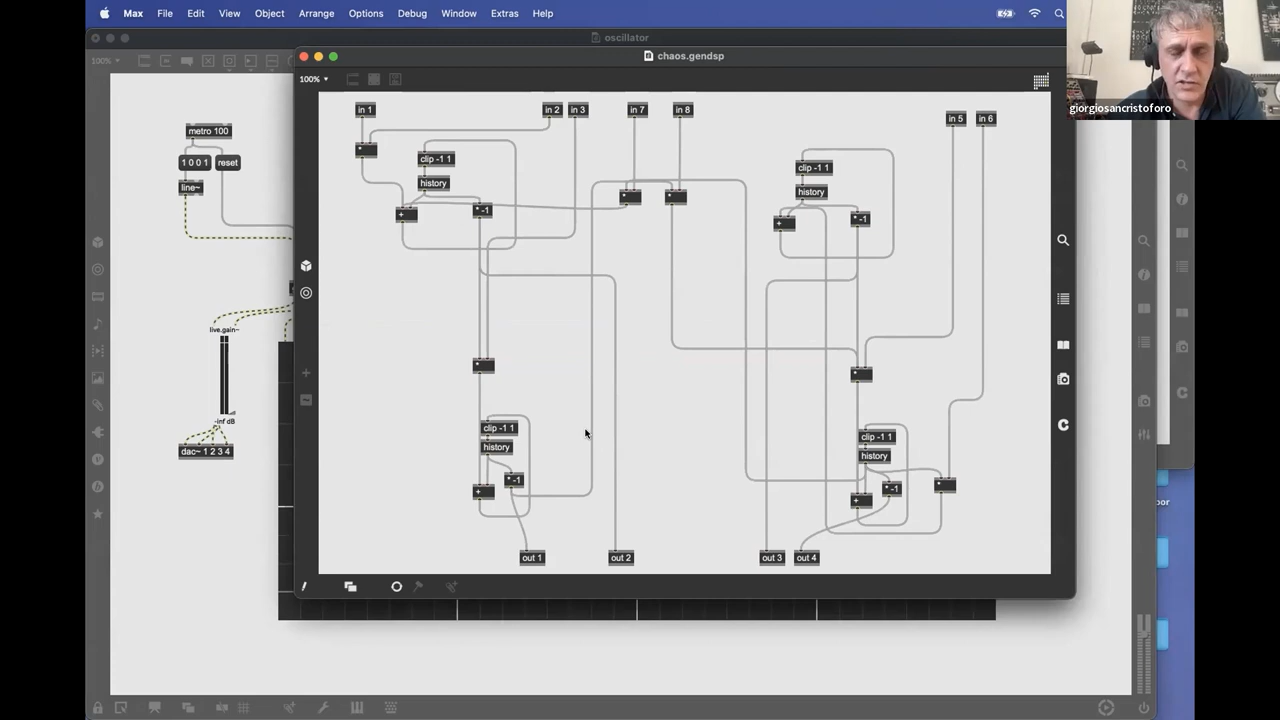 Max File Edit View Object Arrange Options Debug Window Extras Help
oscillator
chaos.gendsp
100%
100%
giorgiosancristoforo
in 1
in 2
in 3
in 7
in 8
in 5
in 6
metro 100
1 0 0 1
reset
line~
*
clip -1 1
history
+
* -1
*
*
clip -1 1
history
+
* -1
live.gain~
-inf dB
dac~ 1 2 3 4
*
*
clip -1 1
history
* -1
+
clip -1 1
history
* -1
+
*
out 1
out 2
out 3
out 4
oor